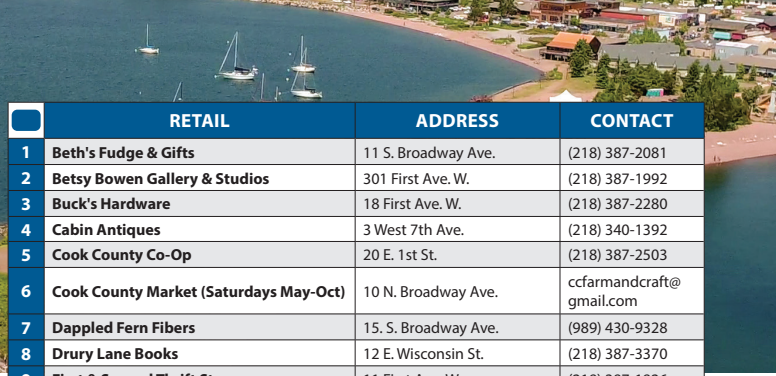 RETAIL ADDRESS CONTACT
1 Beth's Fudge & Gifts 11 S. Broadway Ave. (218) 387-2081
2 Betsy Bowen Gallery & Studios 301 First Ave. W. (218) 387-1992
3 Buck's Hardware 18 First Ave. W. (218) 387-2280
4 Cabin Antiques 3 West 7th Ave. (218) 340-1392
5 Cook County Co-Op 20 E. 1st St. (218) 387-2503
6 Cook County Market (Saturdays May-Oct) 10 N. Broadway Ave. ccfarmandcraft@
gmail.com
7 Dappled Fern Fibers 15. S. Broadway Ave. (989) 430-9328
8 Drury Lane Books 12 E. Wisconsin St. (218) 387-3370